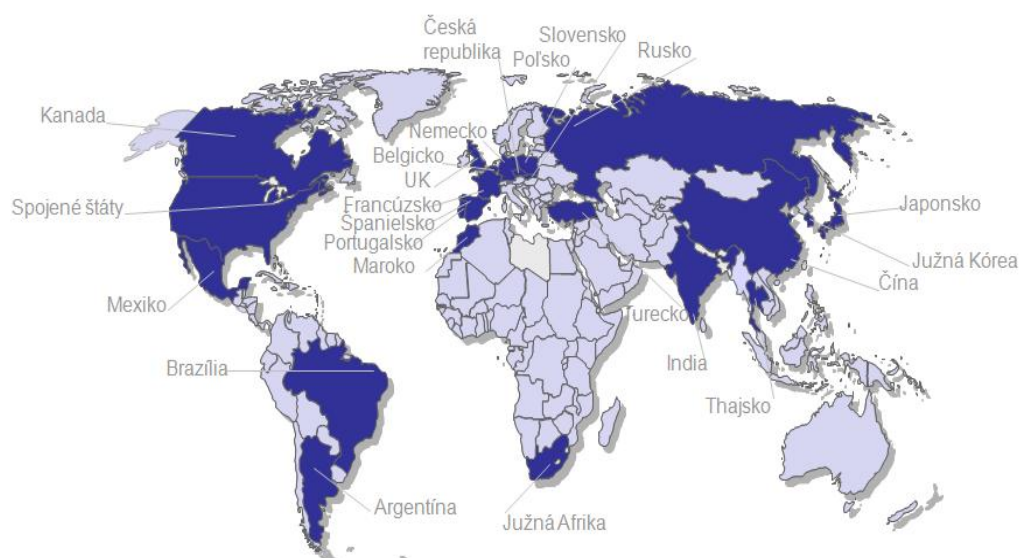 Česká
republika
Slovensko
Poľsko
Rusko
Kanada
Nemecko
Belgicko
UK
Spojené štáty
Francúzsko
Španielsko
Portugalsko
Maroko
Japonsko
Južná Kórea
Čína
Mexiko
Turecko
India
Brazília
Thajsko
Argentína
Južná Afrika